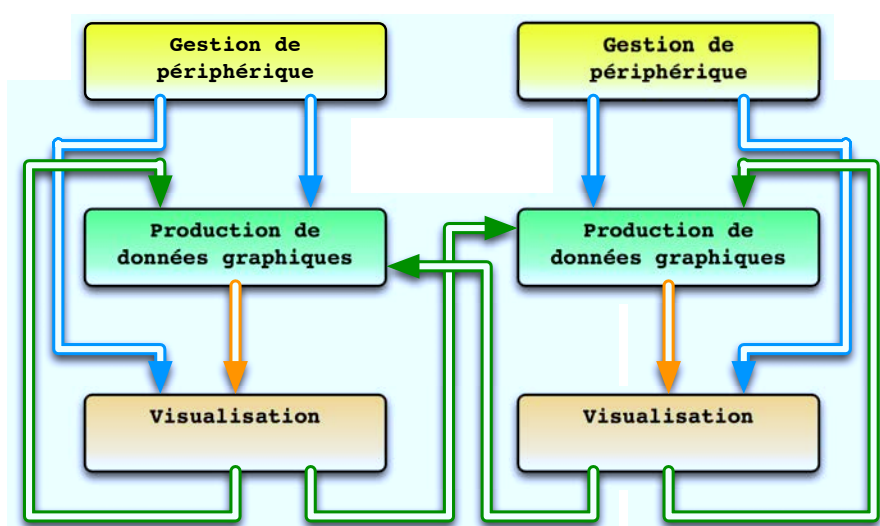 Gestion de
périphérique
Gestion de
périphérique
Production de
données graphiques
Production de
données graphiques
Visualisation
Visualisation